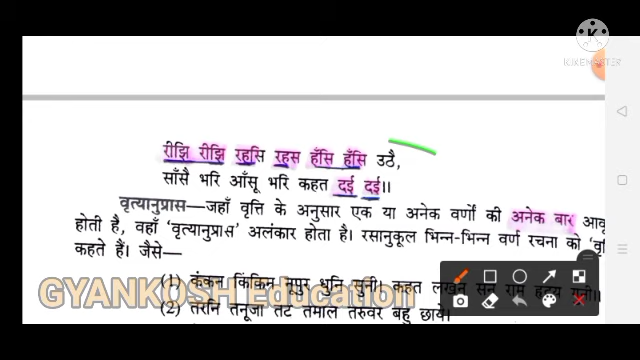 K
KINEMASTER
रीझि रीझि रहसि रहस हँसि हँसि उठै,
साँसै भरि आँसू भरि कहत दई दई॥
वृत्यानुप्रास—जहाँ वृत्ति के अनुसार एक या अनेक वर्णों की अनेक बार आवृ
होती है, वहाँ ‘वृत्यानुप्रास’ अलंकार होता है। रसानुकूल भिन्न-भिन्न वर्ण रचना को ‘वृ
कहते हैं। जैसे—
(1) कंकन किंकिन नूपुर धुनि सुनी। कहत लखन सन राम हृदय गुनी॥
GYANKOSH Education
(2) तरनि तनूजा तट तमाल तरुवर बहु छाये।